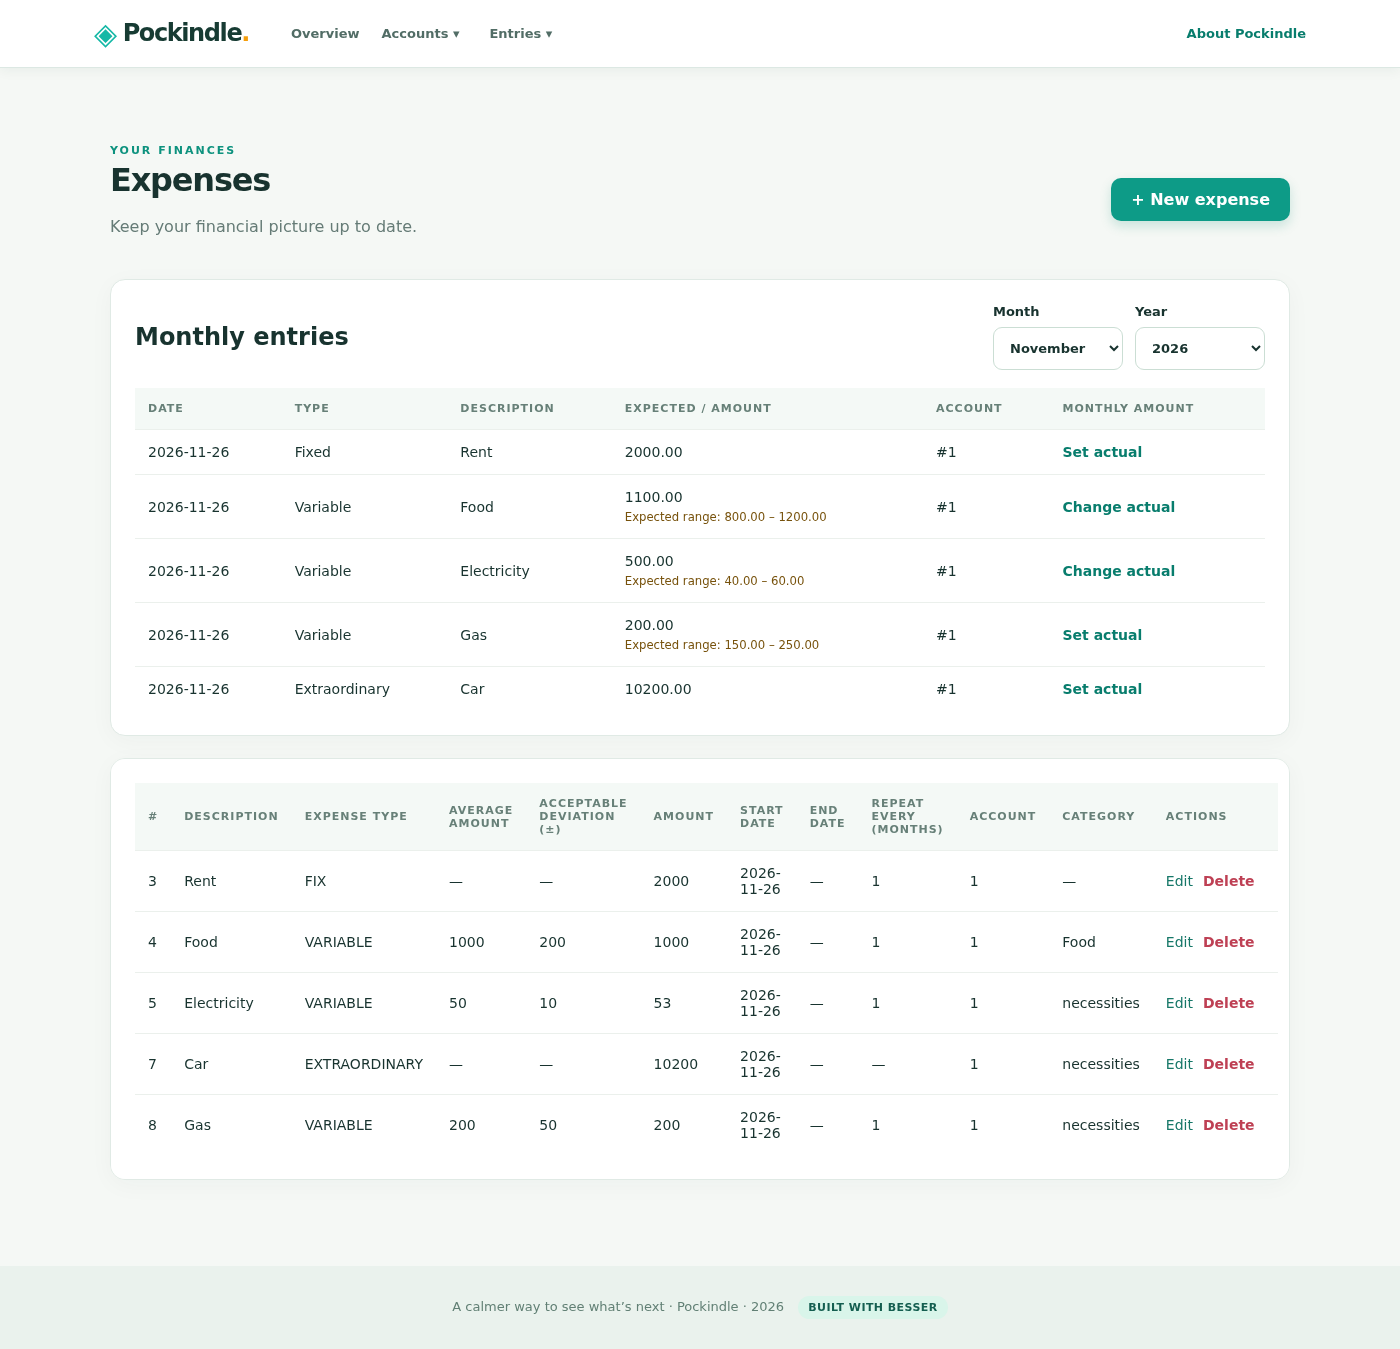 ◈ Pockindle.
Overview Accounts ▾ Entries ▾ About Pockindle
YOUR FINANCES
Expenses
Keep your financial picture up to date.
+ New expense
Monthly entries
Month Year
November 2026
DATE TYPE DESCRIPTION EXPECTED / AMOUNT ACCOUNT MONTHLY AMOUNT
2026-11-26 Fixed Rent 2000.00 #1 Set actual
2026-11-26 Variable Food 1100.00 #1 Change actual
Expected range: 800.00 – 1200.00
2026-11-26 Variable Electricity 500.00 #1 Change actual
Expected range: 40.00 – 60.00
2026-11-26 Variable Gas 200.00 #1 Set actual
Expected range: 150.00 – 250.00
2026-11-26 Extraordinary Car 10200.00 #1 Set actual
# DESCRIPTION EXPENSE TYPE AVERAGE AMOUNT ACCEPTABLE DEVIATION (±) AMOUNT START DATE END DATE REPEAT EVERY (MONTHS) ACCOUNT CATEGORY ACTIONS
3 Rent FIX — — 2000 2026-11-26 — 1 1 — Edit Delete
4 Food VARIABLE 1000 200 1000 2026-11-26 — 1 1 Food Edit Delete
5 Electricity VARIABLE 50 10 53 2026-11-26 — 1 1 necessities Edit Delete
7 Car EXTRAORDINARY — — 10200 2026-11-26 — — 1 necessities Edit Delete
8 Gas VARIABLE 200 50 200 2026-11-26 — 1 1 necessities Edit Delete
A calmer way to see what’s next · Pockindle · 2026 BUILT WITH BESSER